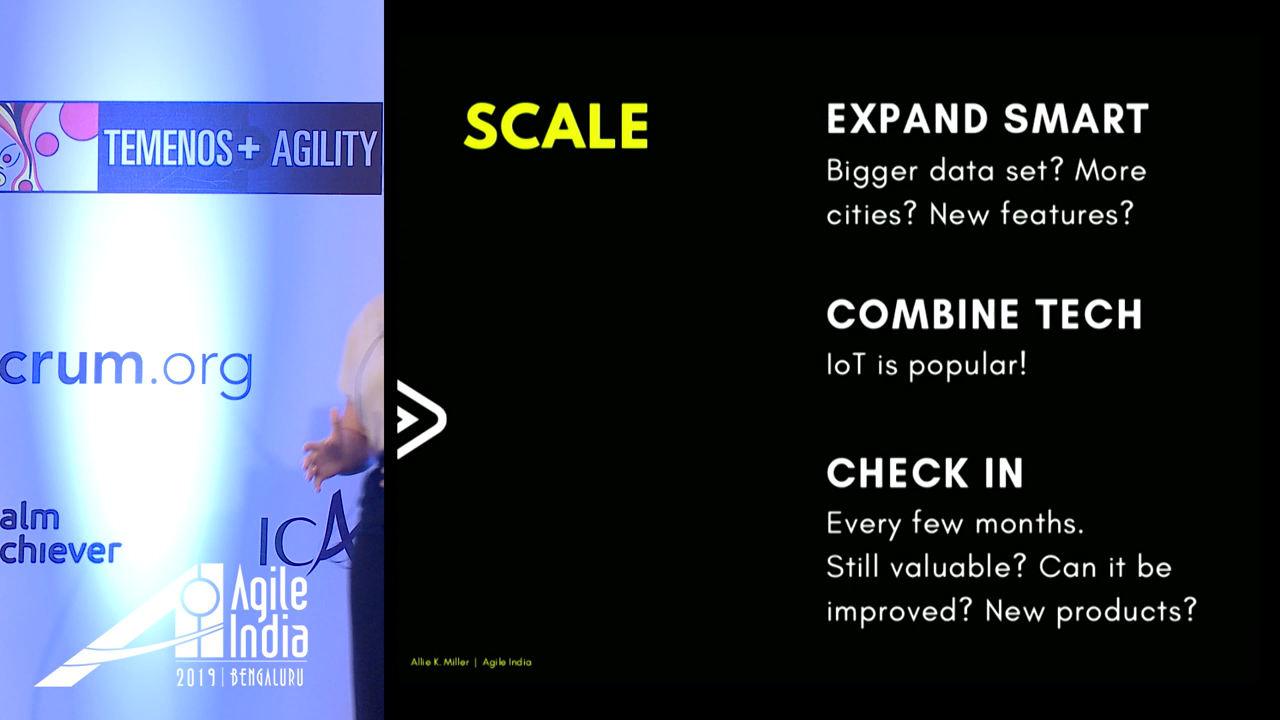 TEMENOS + AGILITY
crum.org
alm
chiever
ICA
Agile
India
2019 | BENGALURU
SCALE
EXPAND SMART
Bigger data set? More
cities? New features?
COMBINE TECH
IoT is popular!
CHECK IN
Every few months.
Still valuable? Can it be
improved? New products?
Allie K. Miller | Agile India